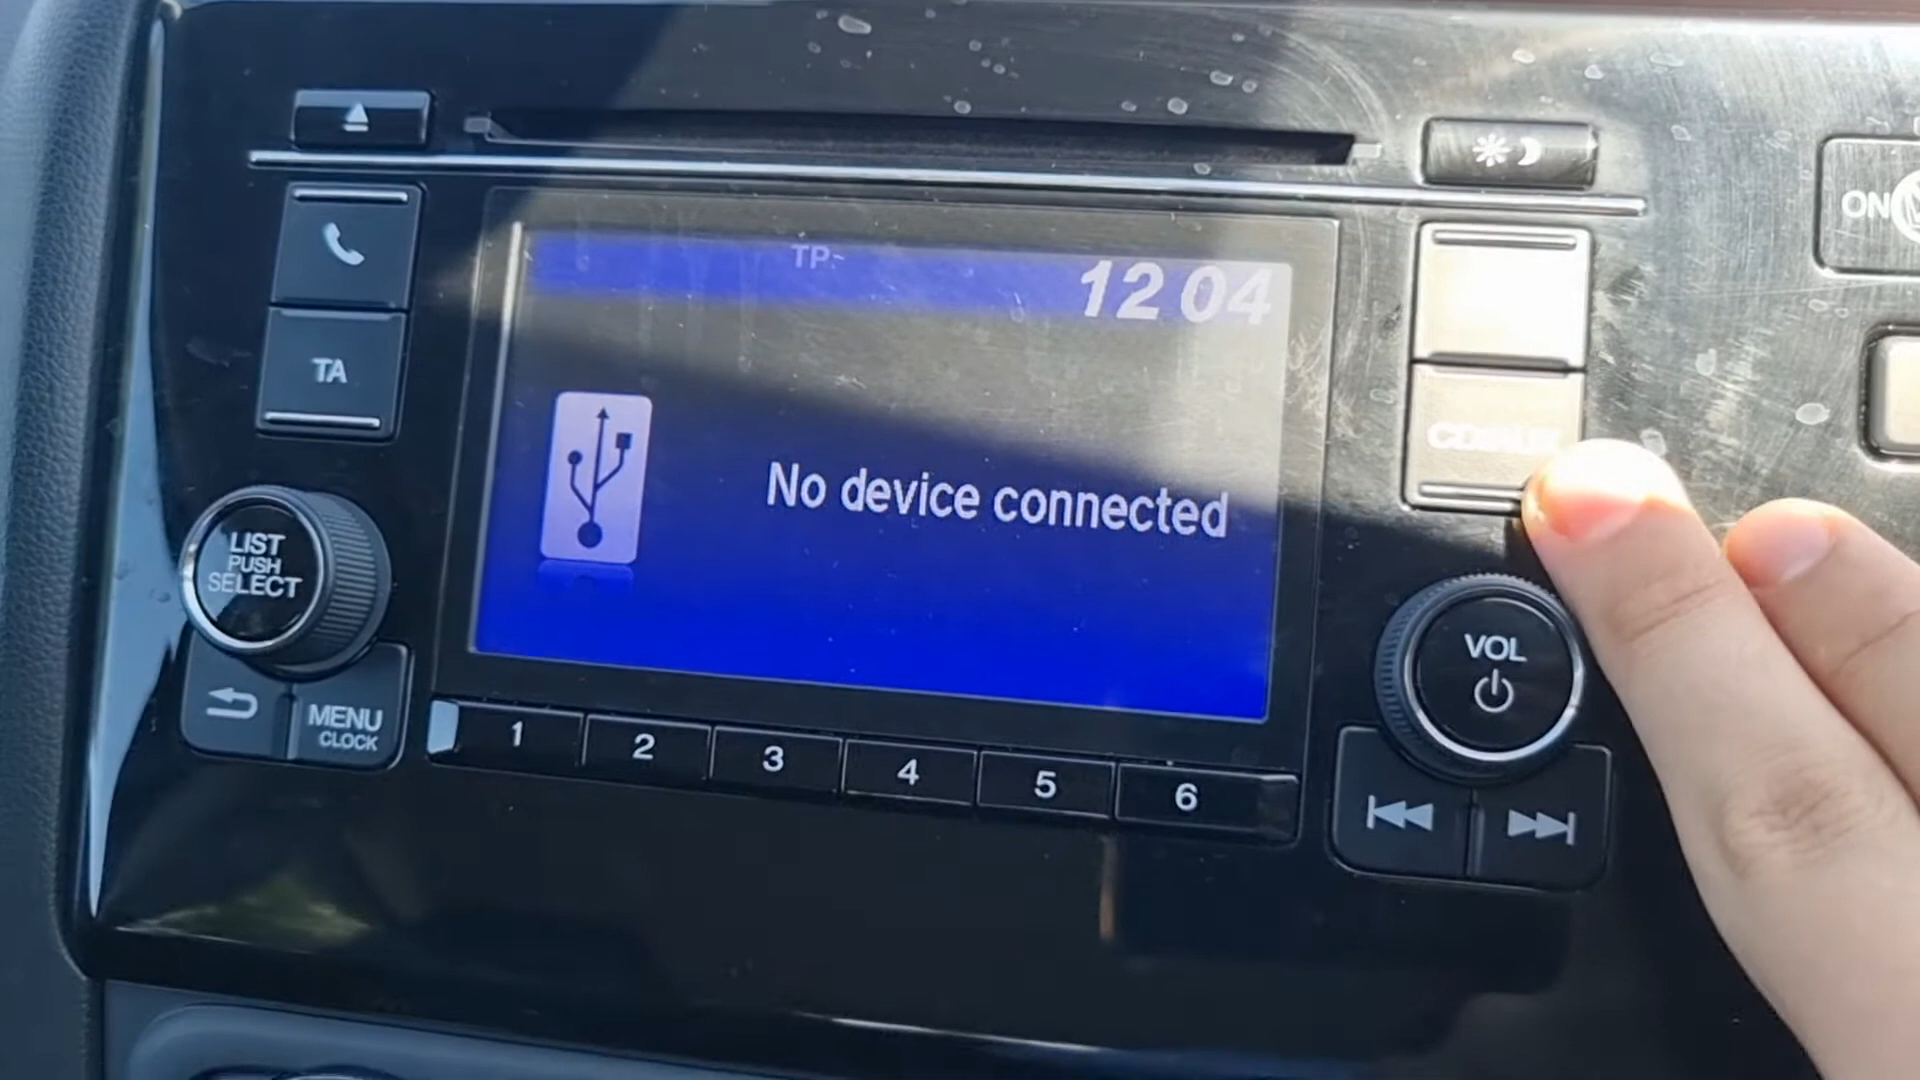 ON
TP
12 04
TA
No device connected
LIST
PUSH
SELECT
VOL
MENU
CLOCK
1
2
3
4
5
6